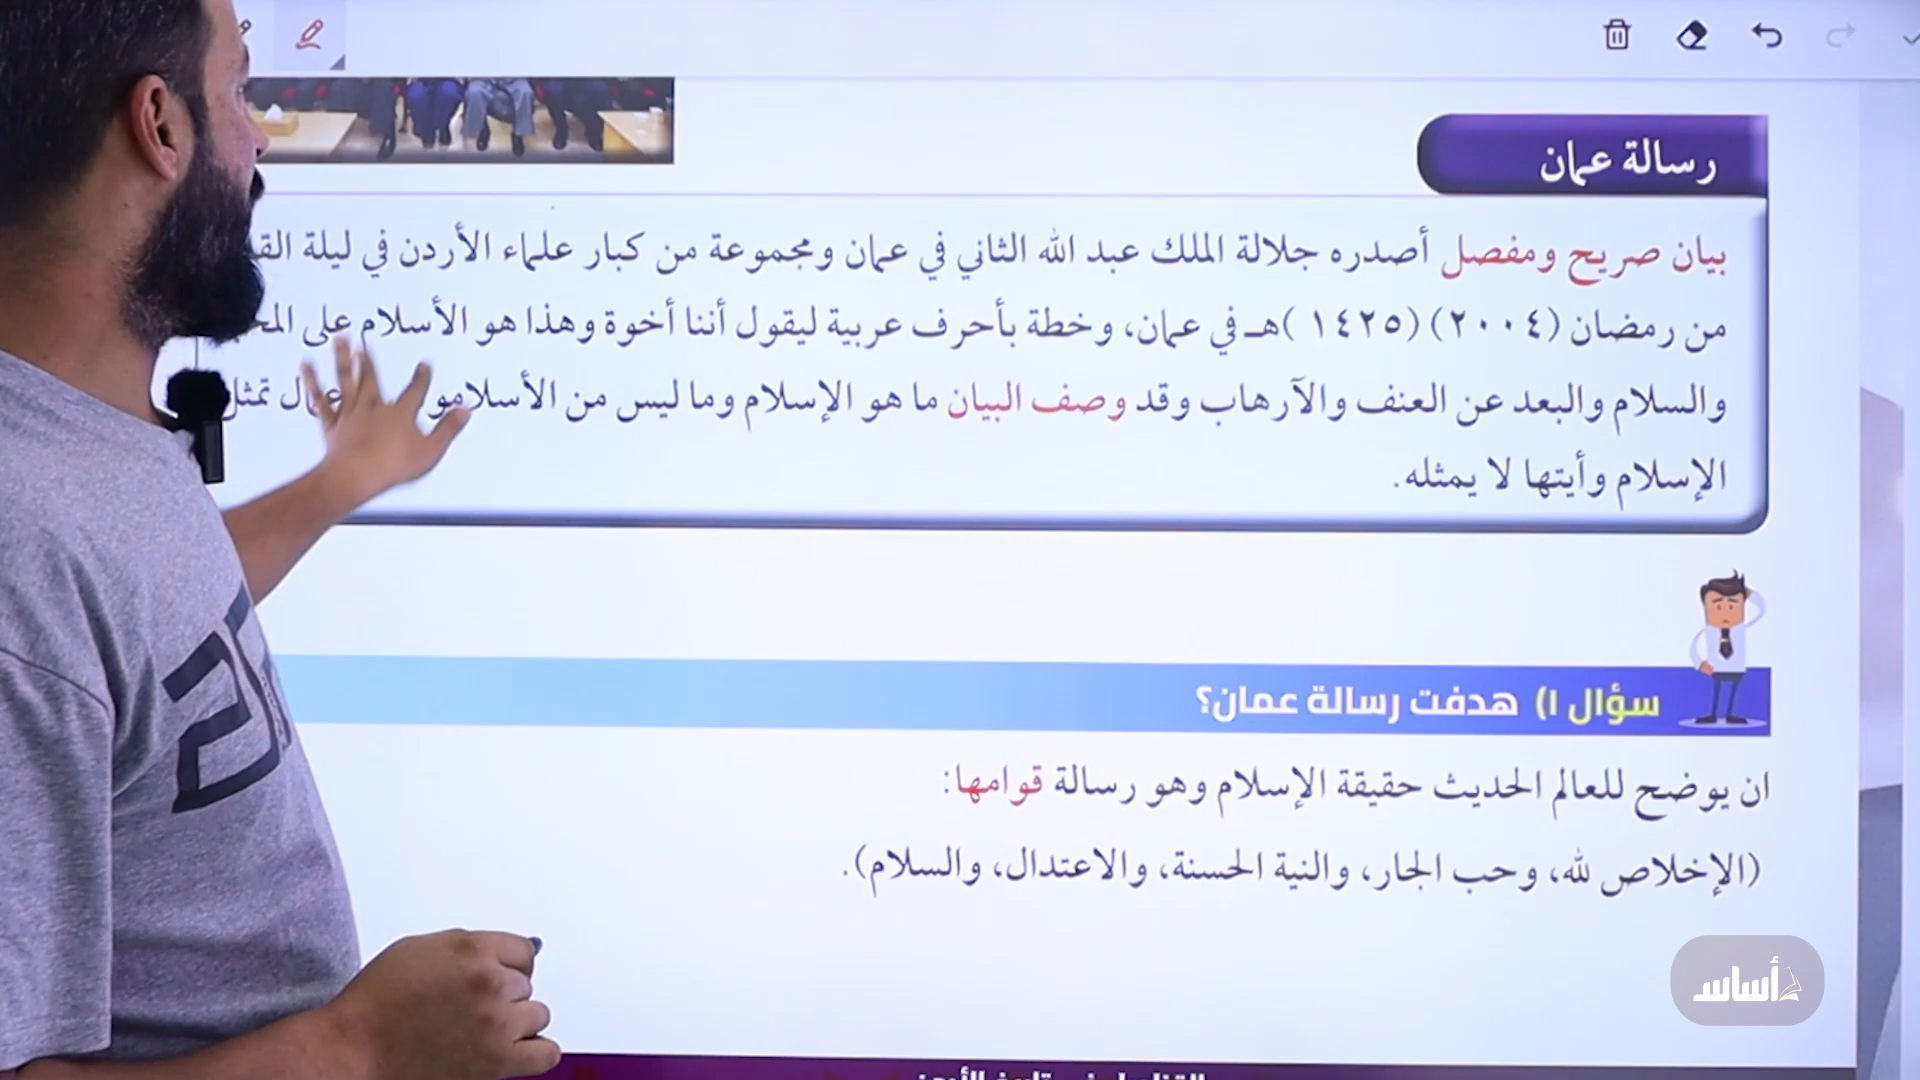 رسالة عمان
بيان صريح ومفصل أصدره جلالة الملك عبد الله الثاني في عمان ومجموعة من كبار علماء الأردن في ليلة
من رمضان (٢٠٠٤) (١٤٢٥ )هـ في عمان، وخطة بأحرف عربية ليقول أننا أخوة وهذا هو الأسلام على
والسلام والبعد عن العنف والآرهاب وقد وصف البيان ما هو الإسلام وما ليس من الأسلامو تمثل
الإسلام وأيتها لا يمثله.
سؤال ١) هدفت رسالة عمان؟
ان يوضح للعالم الحديث حقيقة الإسلام وهو رسالة قوامها:
(الإخلاص لله، وحب الجار، والنية الحسنة، والاعتدال، والسلام).
أساس